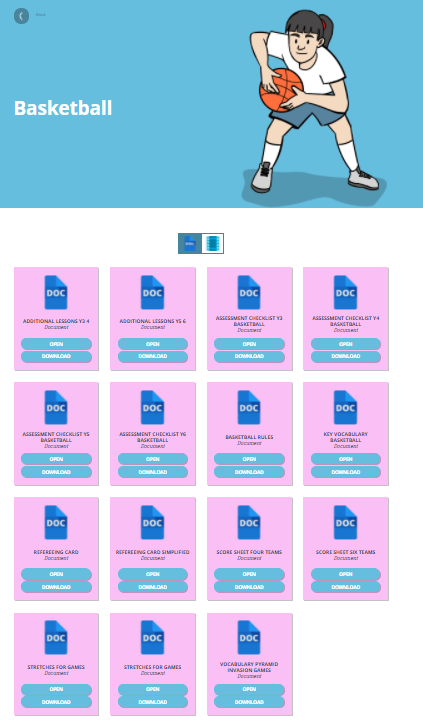 Basketball
DOC DOC DOC DOC
ADDITIONAL LESSONS Y3 4
Document
OPEN
DOWNLOAD
ADDITIONAL LESSONS Y5 6
Document
OPEN
DOWNLOAD
ASSESSMENT CHECKLIST Y3
BASKETBALL
Document
OPEN
DOWNLOAD
ASSESSMENT CHECKLIST Y4
BASKETBALL
Document
OPEN
DOWNLOAD
DOC DOC DOC DOC
ASSESSMENT CHECKLIST Y5
BASKETBALL
Document
OPEN
DOWNLOAD
ASSESSMENT CHECKLIST Y6
BASKETBALL
Document
OPEN
DOWNLOAD
BASKETBALL RULES
Document
OPEN
DOWNLOAD
KEY VOCABULARY
BASKETBALL
Document
OPEN
DOWNLOAD
DOC DOC DOC DOC
REFEREEING CARD
Document
OPEN
DOWNLOAD
REFEREEING CARD SIMPLIFIED
Document
OPEN
DOWNLOAD
SCORE SHEET FOUR TEAMS
Document
OPEN
DOWNLOAD
SCORE SHEET SIX TEAMS
Document
OPEN
DOWNLOAD
DOC DOC DOC
STRETCHES FOR GAMES
Document
OPEN
DOWNLOAD
STRETCHES FOR GAMES
Document
OPEN
DOWNLOAD
VOCABULARY PYRAMID
INVASION GAMES
Document
OPEN
DOWNLOAD